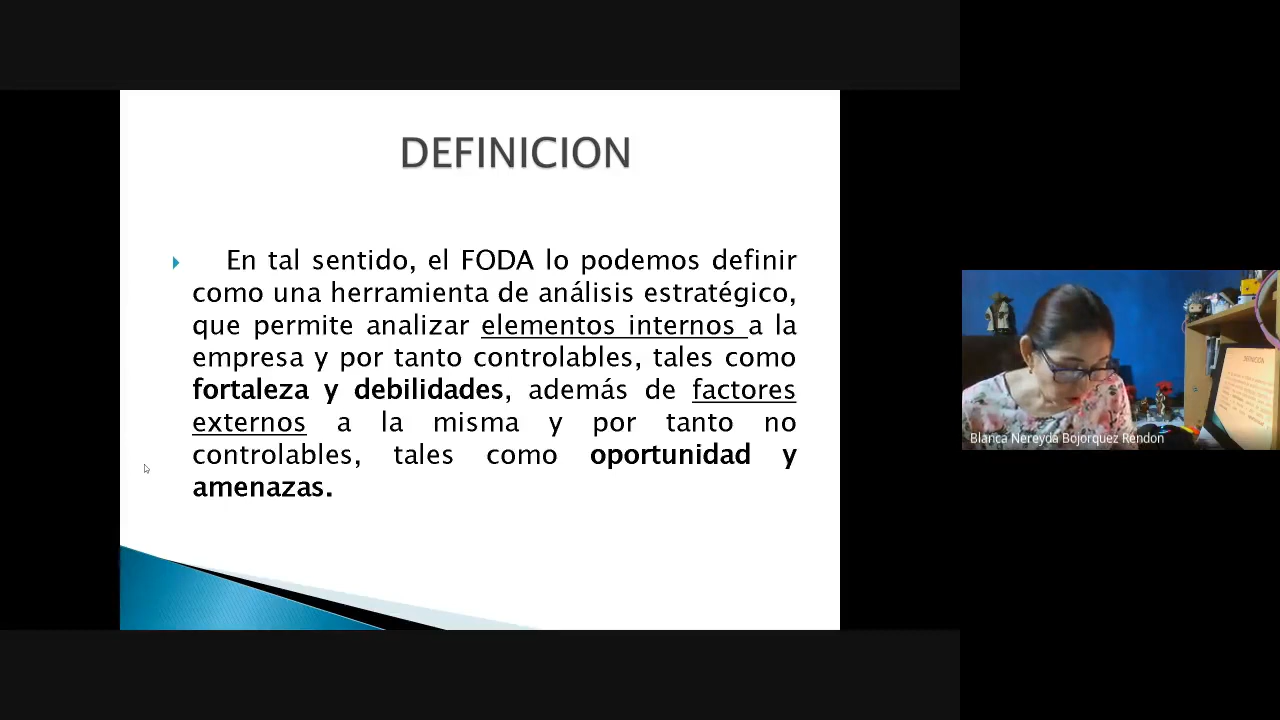 DEFINICION
En tal sentido, el FODA lo podemos definir
como una herramienta de análisis estratégico,
que permite analizar elementos internos a la
empresa y por tanto controlables, tales como
fortaleza y debilidades, además de factores
externos a la misma y por tanto no
controlables, tales como oportunidad y
amenazas.
Blanca Nereyda Bojorquez Rendon